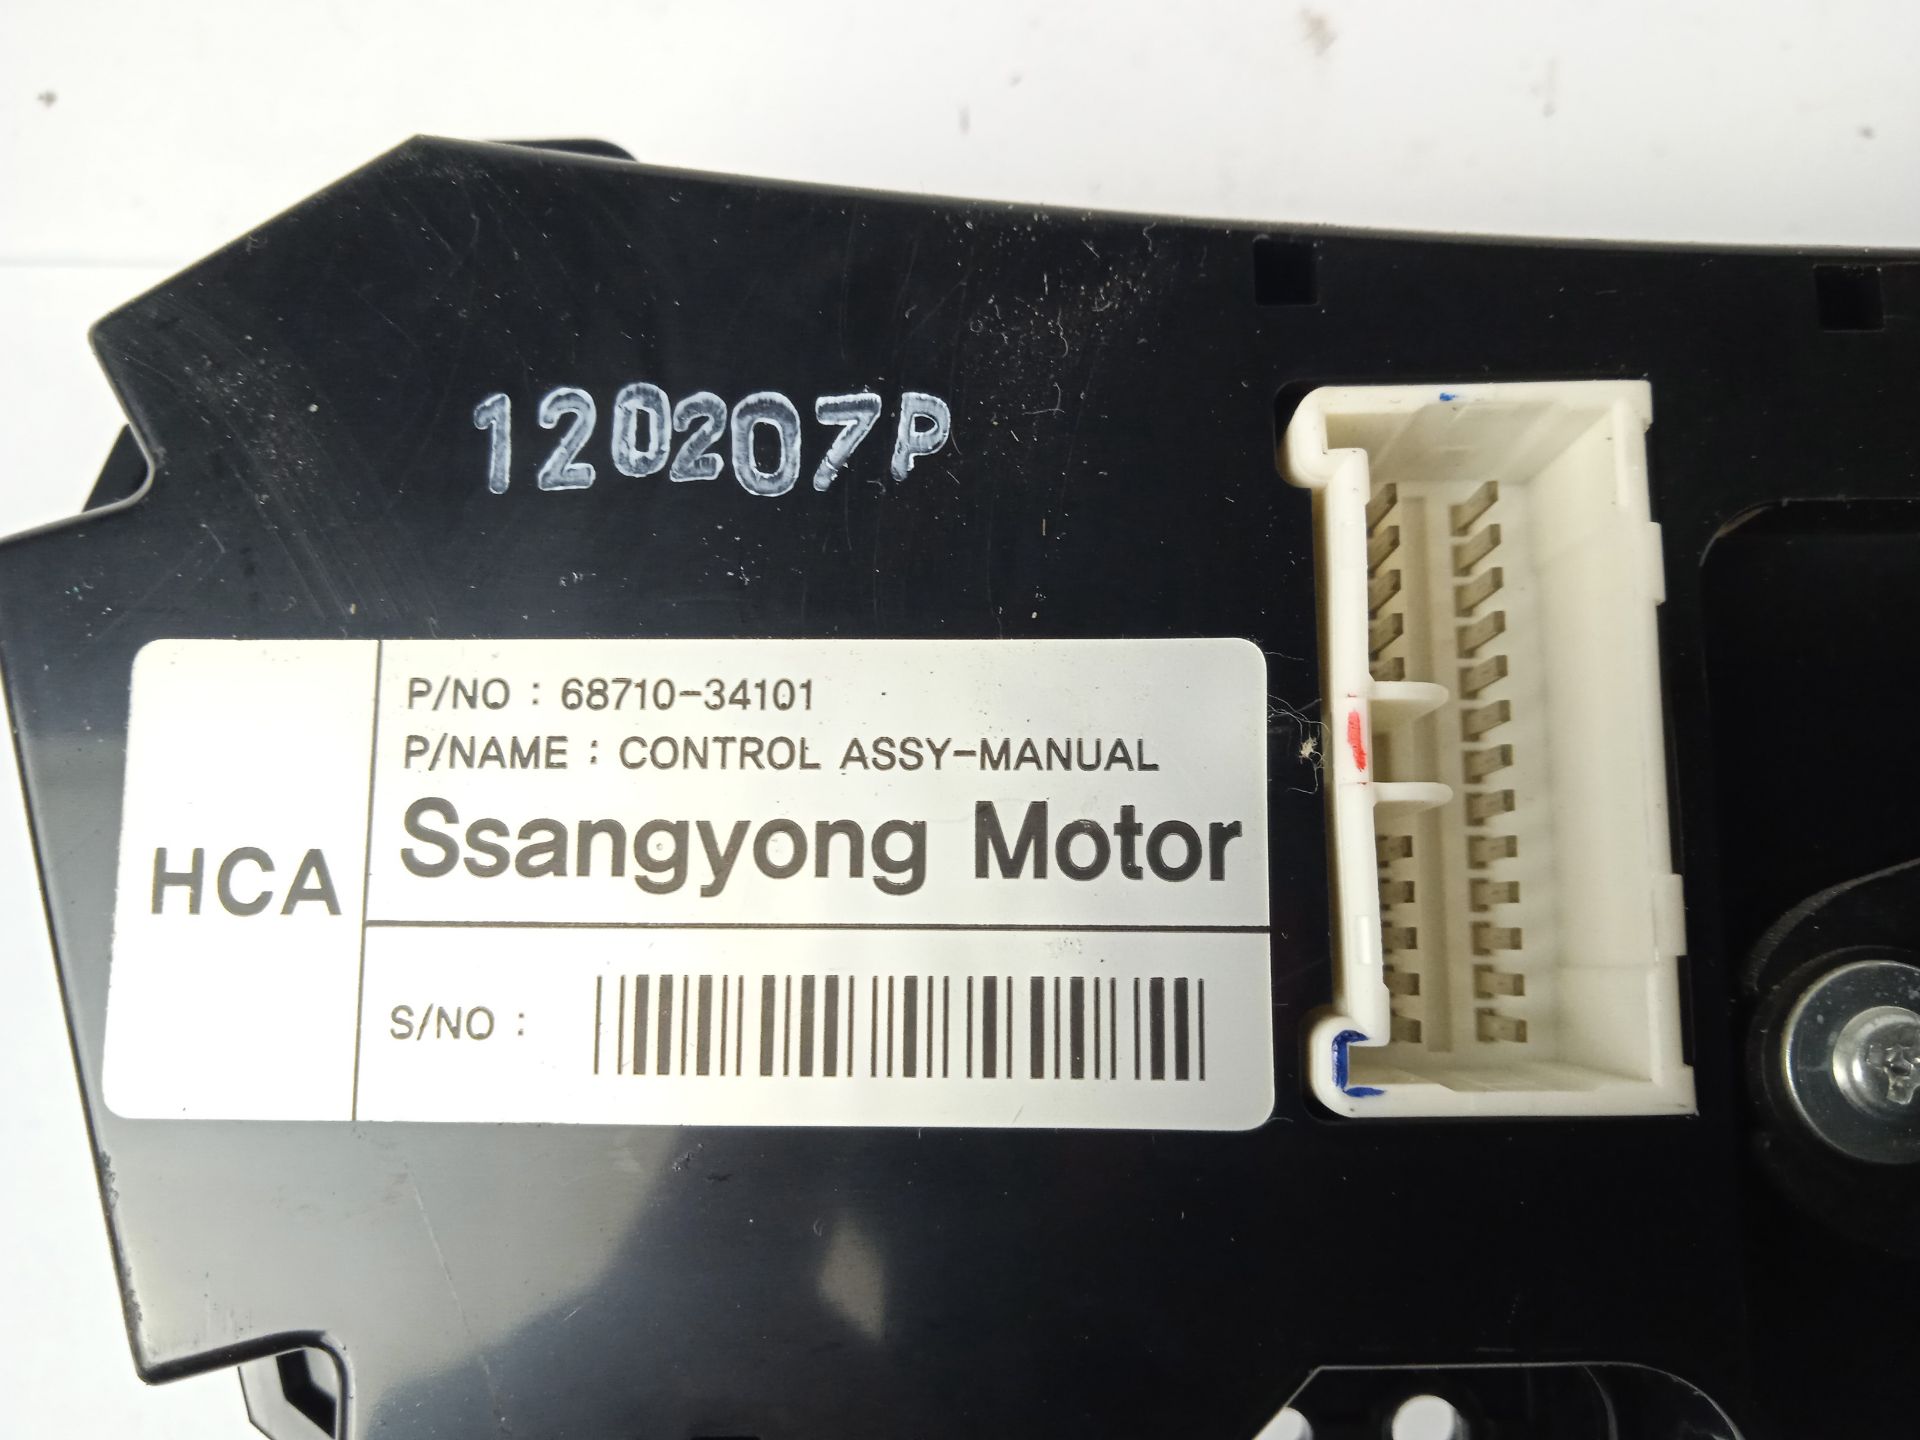 120207P
P/NO : 68710-34101
P/NAME : CONTROL ASSY-MANUAL
Ssangyong Motor
HCA
S/NO :